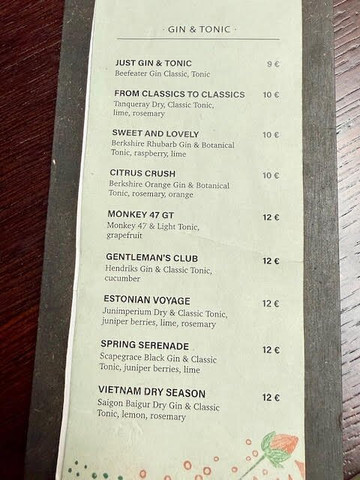 · GIN & TONIC ·
JUST GIN & TONIC 9 €
Beefeater Gin Classic, Tonic
FROM CLASSICS TO CLASSICS 10 €
Tanqueray Dry, Classic Tonic,
lime, rosemary
SWEET AND LOVELY 10 €
Berkshire Rhubarb Gin & Botanical
Tonic, raspberry, lime
CITRUS CRUSH 10 €
Berkshire Orange Gin & Botanical
Tonic, rosemary, orange
MONKEY 47 GT 12 €
Monkey 47 & Light Tonic,
grapefruit
GENTLEMAN'S CLUB 12 €
Hendriks Gin & Classic Tonic,
cucumber
ESTONIAN VOYAGE 12 €
Junimperium Dry & Classic Tonic,
juniper berries, lime, rosemary
SPRING SERENADE 12 €
Scapegrace Black Gin & Classic
Tonic, juniper berries, lime
VIETNAM DRY SEASON 12 €
Saigon Baigur Dry Gin & Classic
Tonic, lemon, rosemary